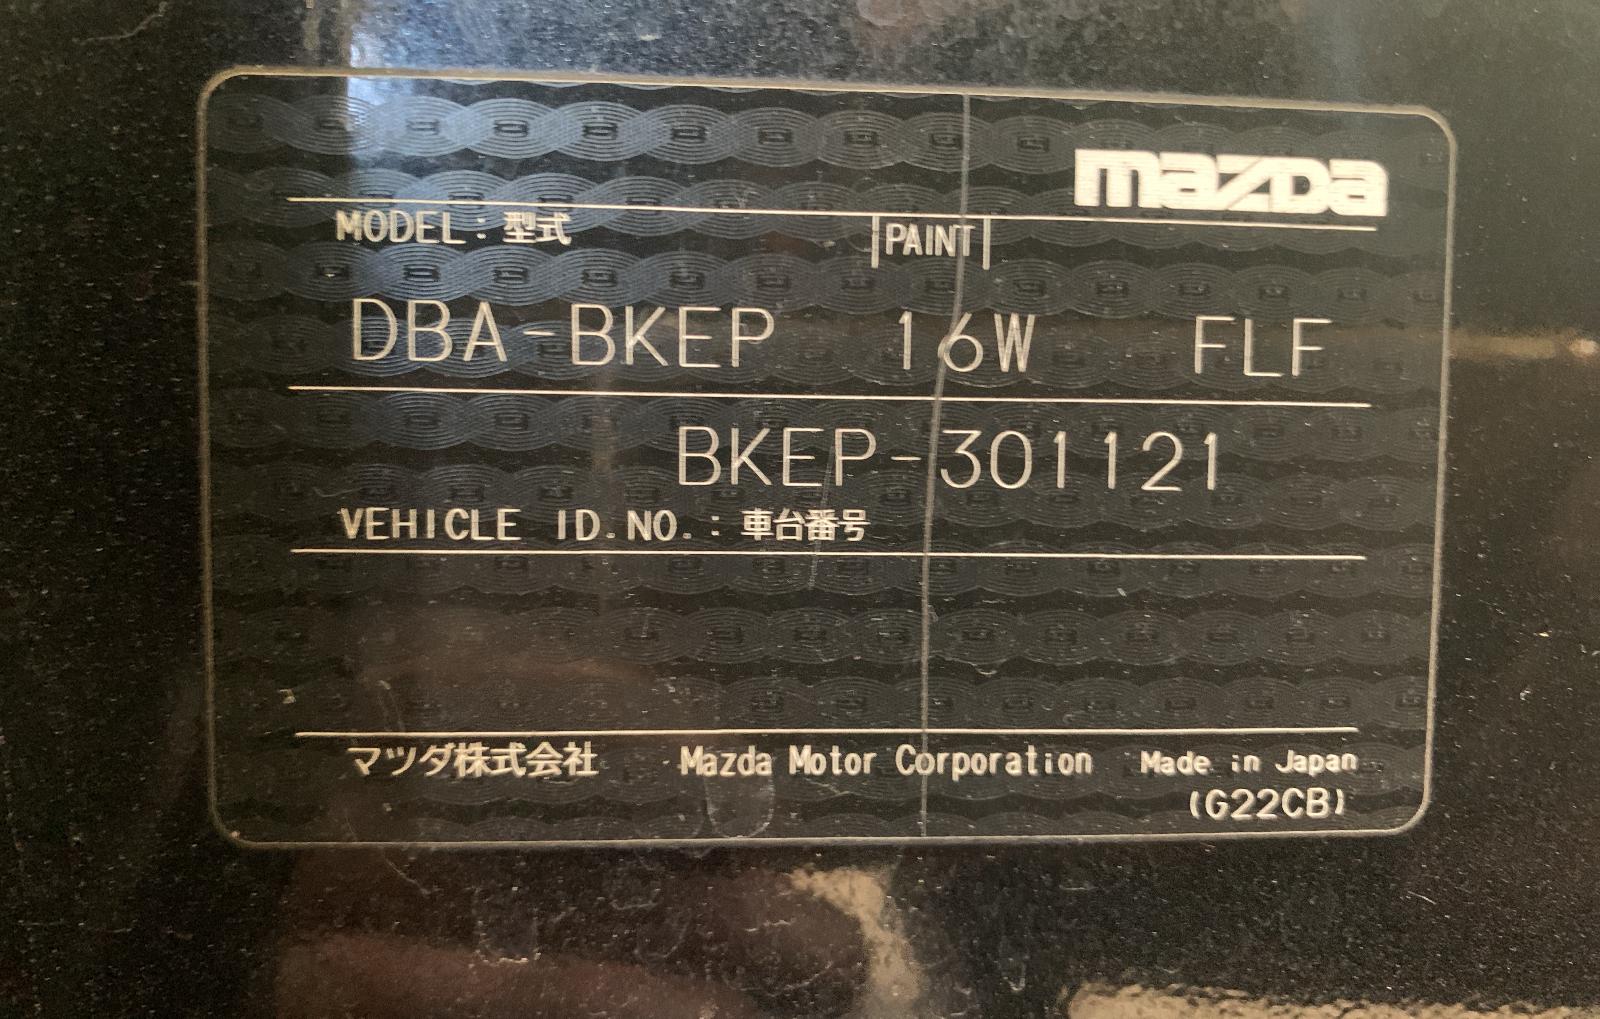 mazda
MODEL: 型式 PAINT
DBA-BKEP 16W FLF
BKEP-301121
VEHICLE ID.NO.: 車台番号
マツダ株式会社 Mazda Motor Corporation Made in Japan
(G22CB)